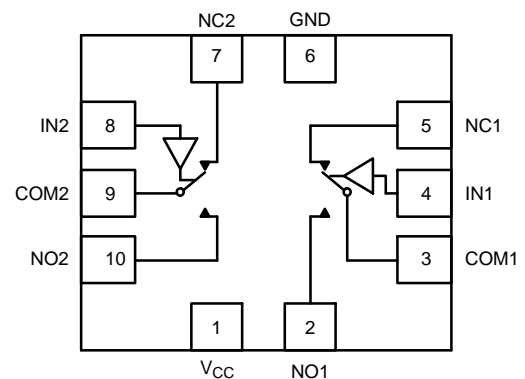 NC2 GND
7 6
IN2 8 5 NC1
COM2 9 4 IN1
NO2 10 3 COM1
1 2
VCC NO1